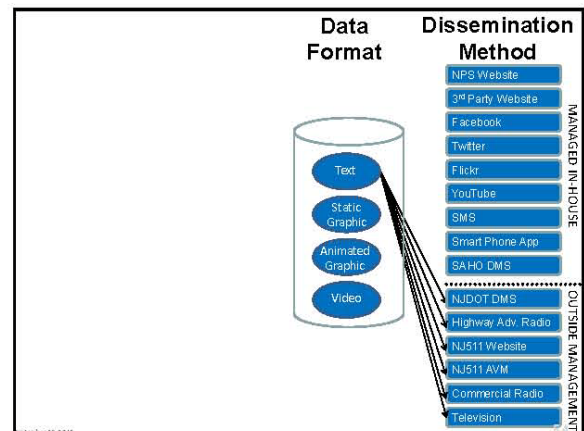 Data
Format
Dissemination
Method
Text
Static
Graphic
Animated
Graphic
Video
NPS Website
3rd Party Website
Facebook
Twitter
Flickr
YouTube
SMS
Smart Phone App
SAHO DMS
MANAGED IN-HOUSE
NJDOT DMS
Highway Adv. Radio
NJ511 Website
NJ511 AVM
Commercial Radio
Television
OUTSIDE MANAGEMENT